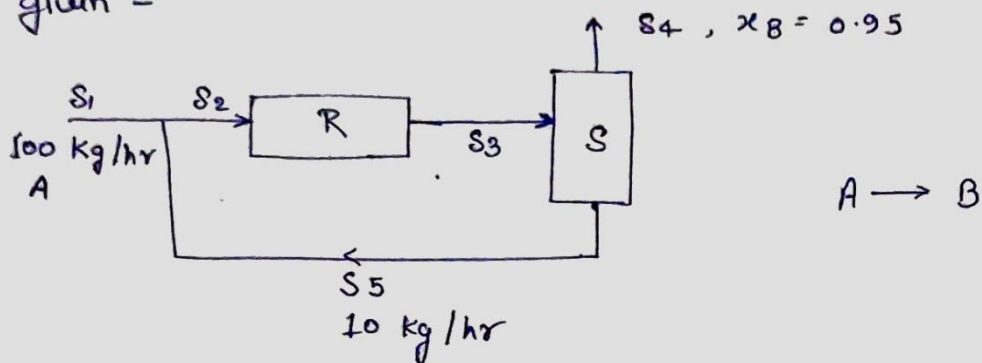 given -
S4 , xB = 0.95
S1
S2
R
S3
S
100 kg/hr
A
A → B
S5
10 kg/hr